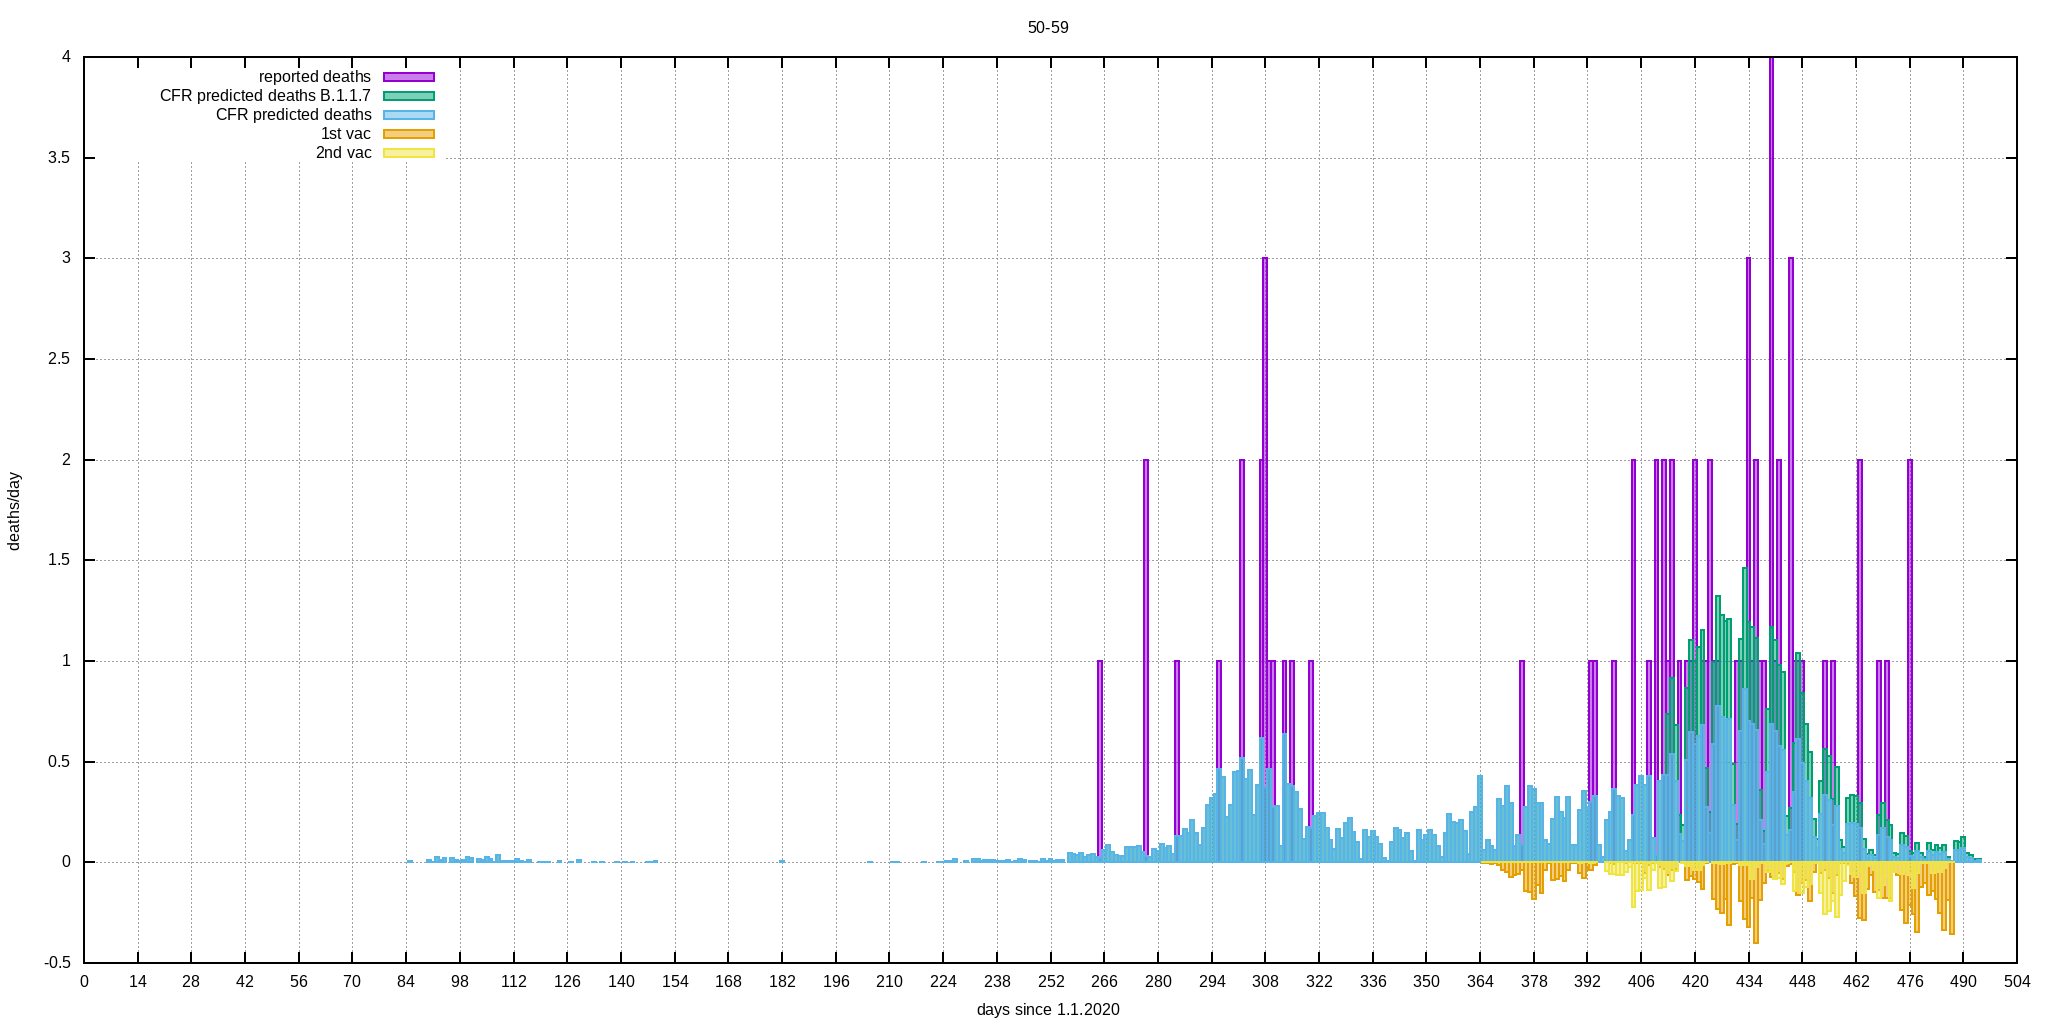 50-59
4
3.5
3
2.5
2
1.5
1
0.5
0
-0.5
reported deaths
CFR predicted deaths B.1.1.7
CFR predicted deaths
1st vac
2nd vac
deaths/day
0 14 28 42 56 70 84 98 112 126 140 154 168 182 196 210 224 238 252 266 280 294 308 322 336 350 364 378 392 406 420 434 448 462 476 490 504
days since 1.1.2020